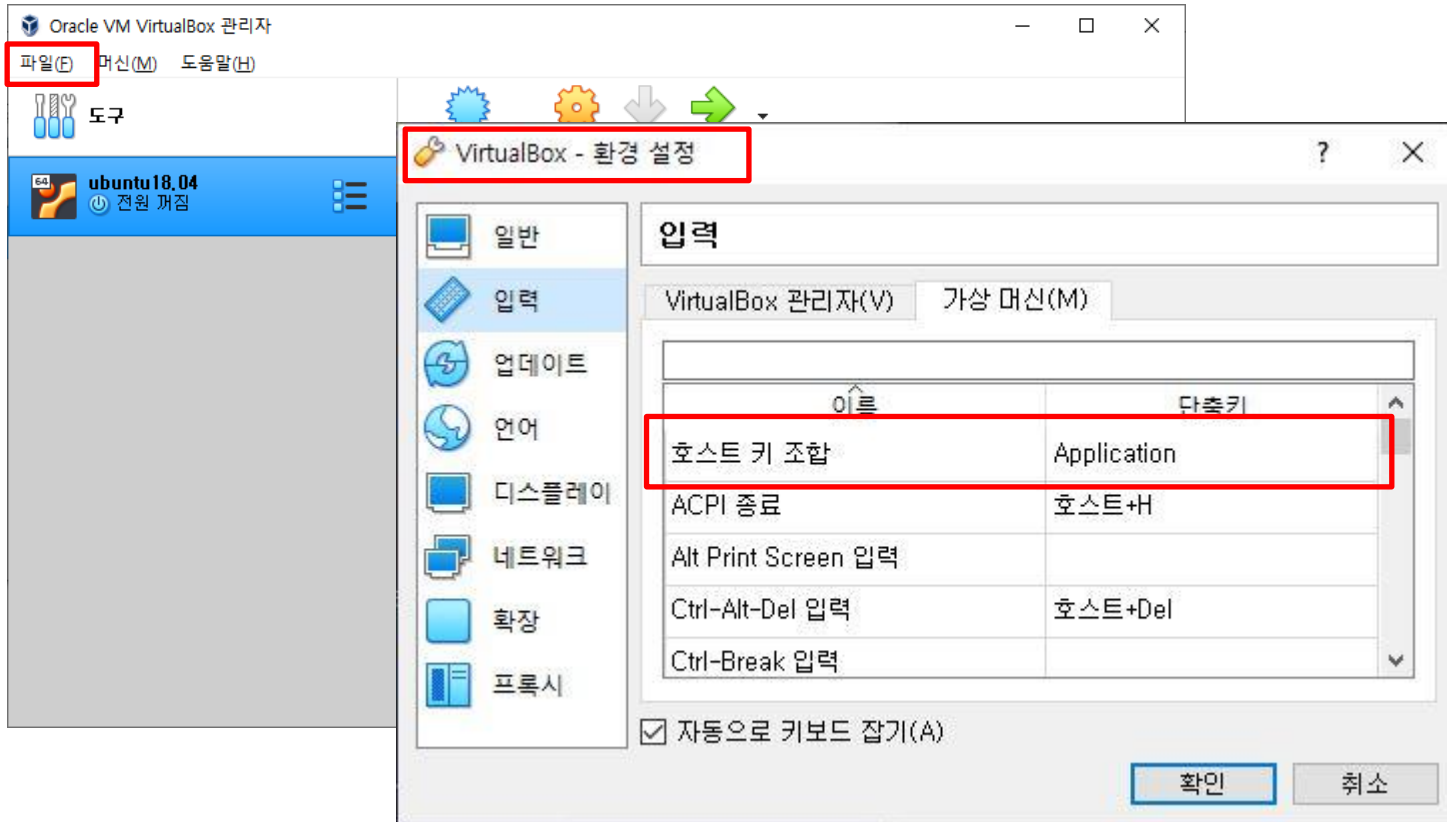 Oracle VM VirtualBox 관리자
파일(F) 머신(M) 도움말(H)
도구
64
ubuntu18.04
전원 꺼짐
VirtualBox - 환경 설정
?
일반
입력
업데이트
언어
디스플레이
네트워크
확장
프록시
입력
VirtualBox 관리자(V) 가상 머신(M)
이름 단축키
호스트 키 조합 Application
ACPI 종료 호스트+H
Alt Print Screen 입력
Ctrl-Alt-Del 입력 호스트+Del
Ctrl-Break 입력
자동으로 키보드 잡기(A)
확인 취소